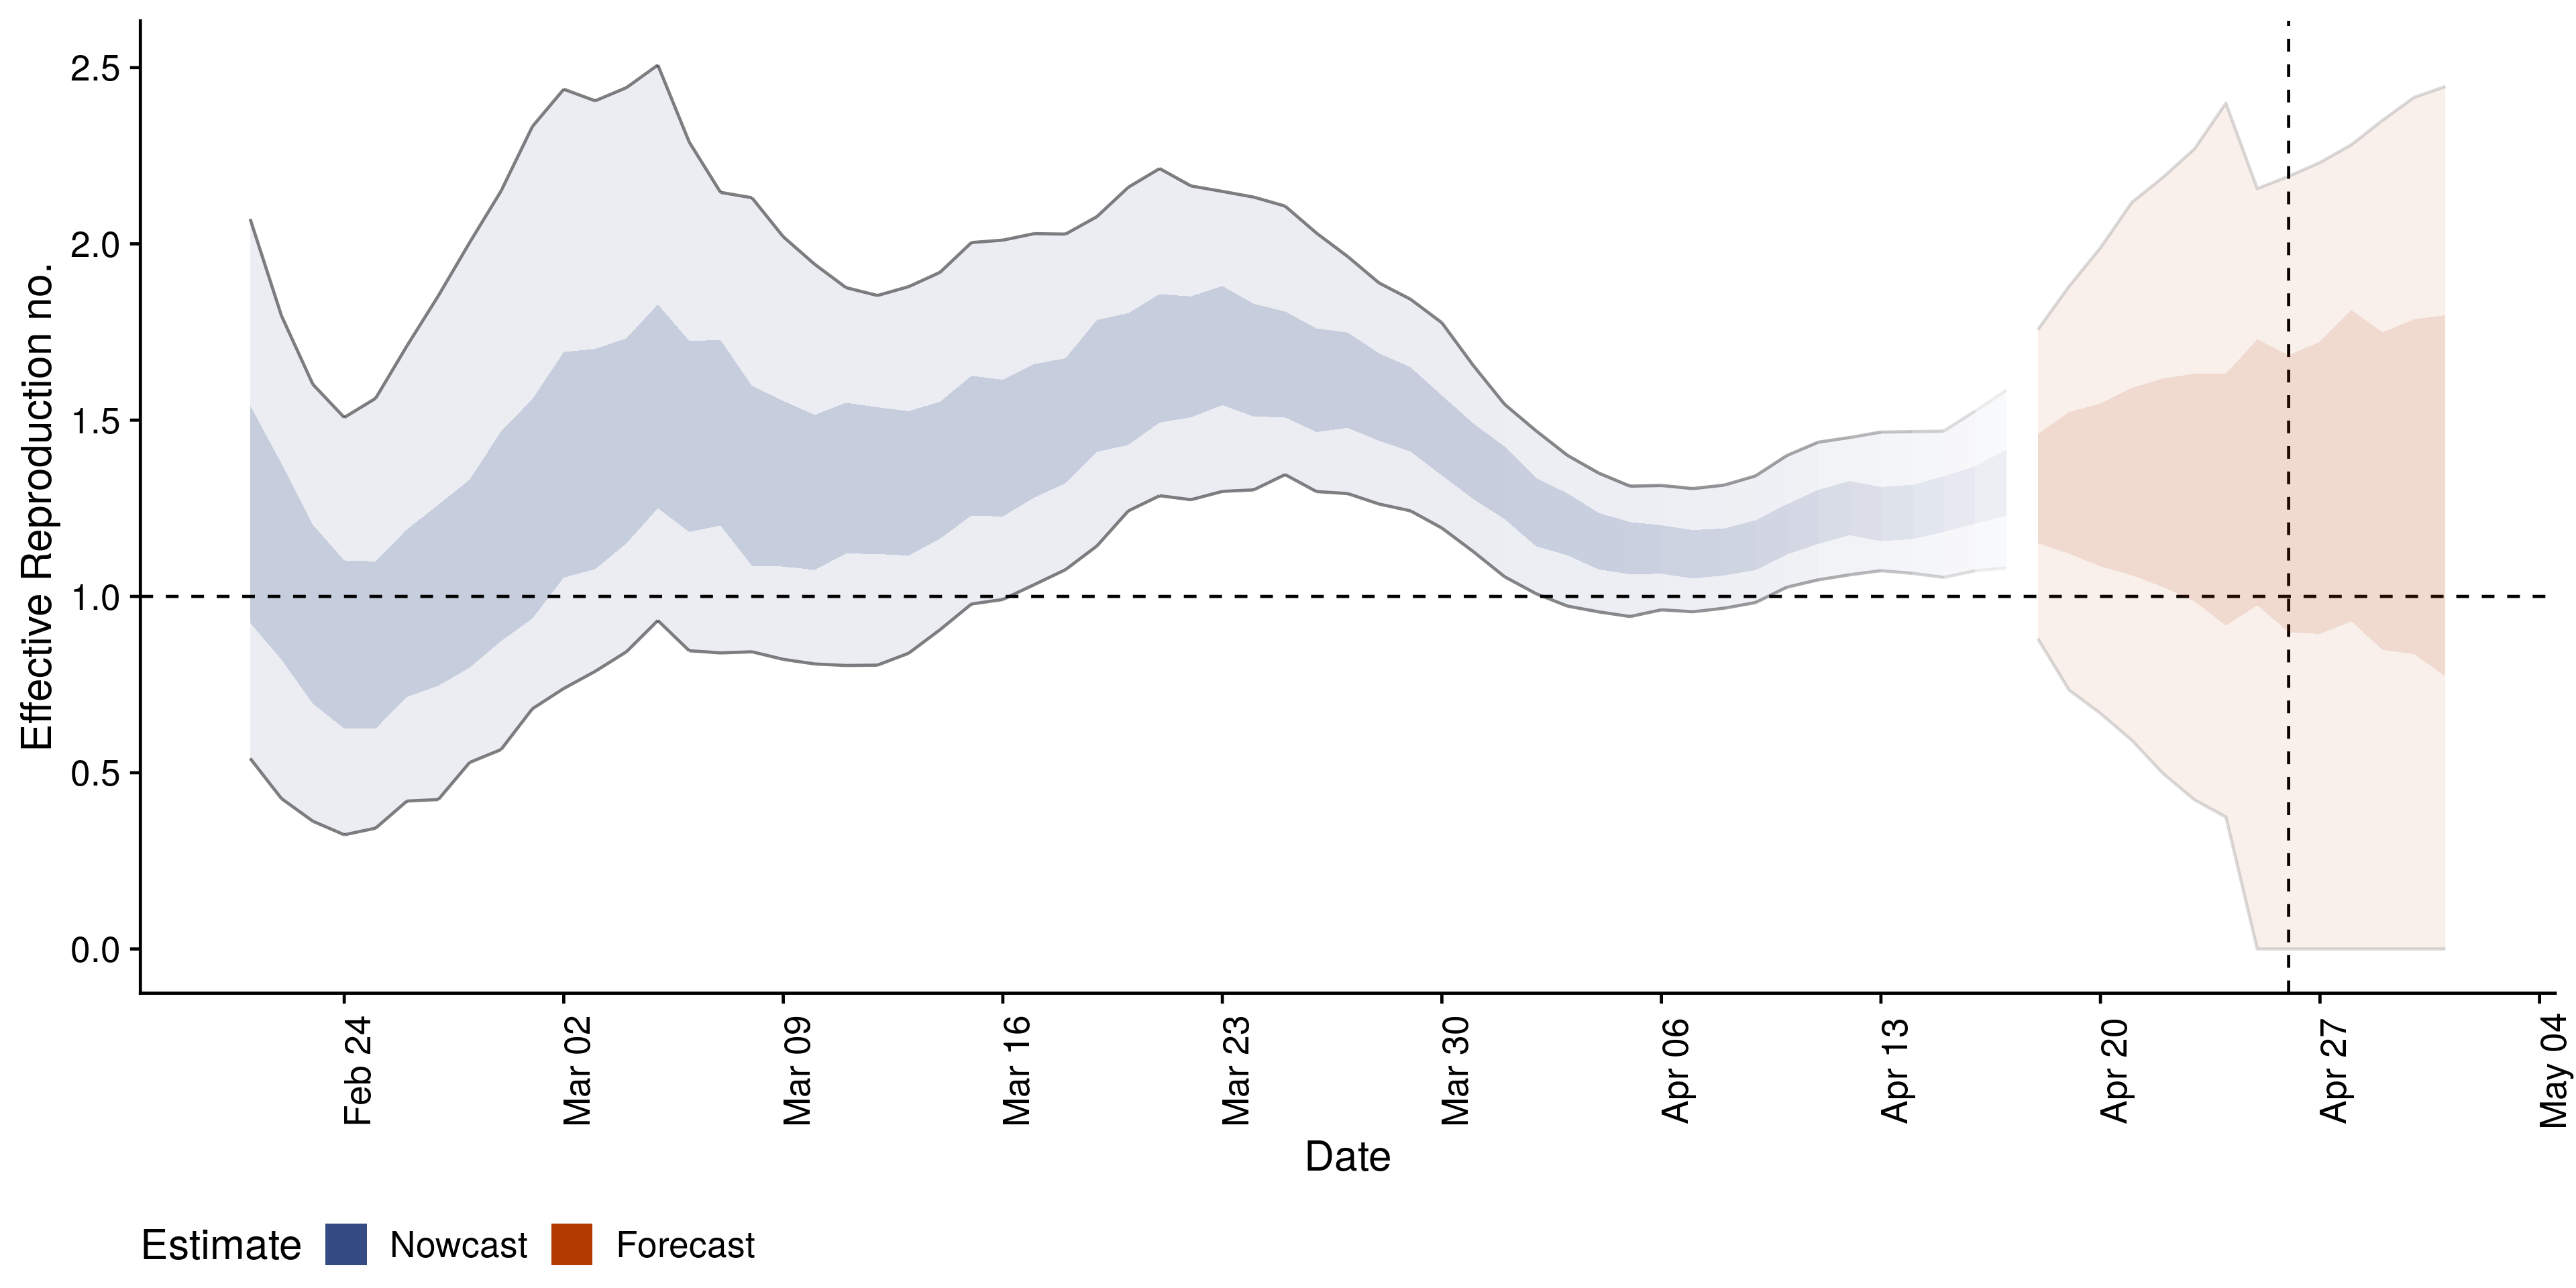 Effective Reproduction no.
2.5
2.0
1.5
1.0
0.5
0.0
Feb 24
Mar 02
Mar 09
Mar 16
Mar 23
Mar 30
Apr 06
Apr 13
Apr 20
Apr 27
May 04
Date
Estimate Nowcast Forecast